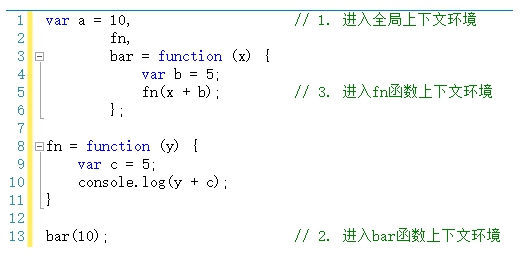 1 var a = 10, // 1. 进入全局上下文环境
2 fn,
3 bar = function (x) {
4 var b = 5;
5 fn(x + b); // 3. 进入fn函数上下文环境
6 };
7
8 fn = function (y) {
9 var c = 5;
10 console.log(y + c);
11 }
12
13 bar(10); // 2. 进入bar函数上下文环境